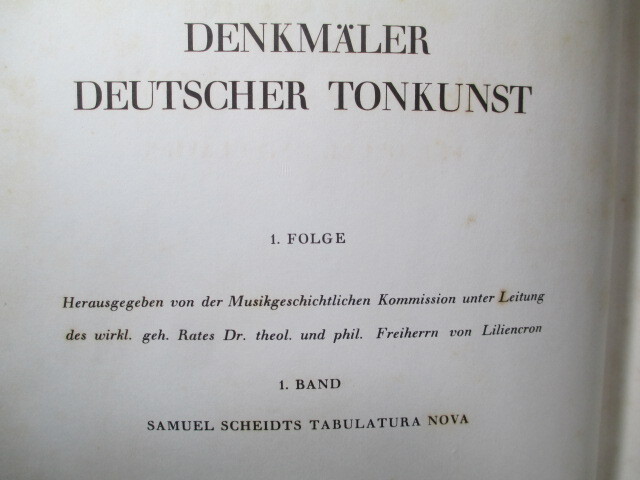 DENKMÄLER
DEUTSCHER TONKUNST
1. FOLGE
Herausgegeben von der Musikgeschichtlichen Kommission unter Leitung
des wirkl. geh. Rates Dr. theol. und phil. Freiherrn von Liliencron
1. BAND
SAMUEL SCHEIDTS TABULATURA NOVA